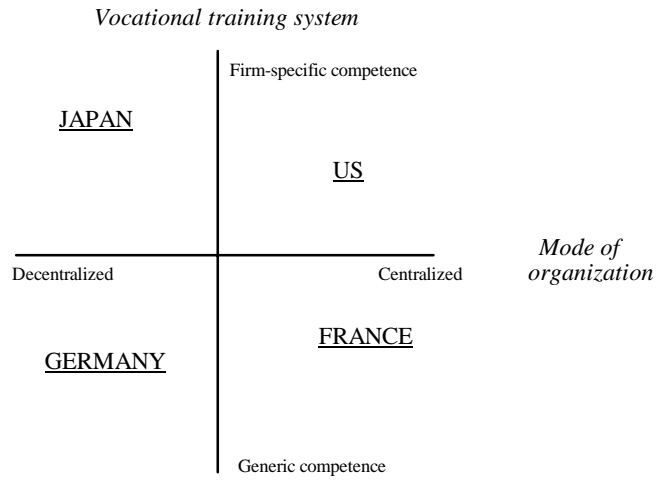 Vocational training system
Firm-specific competence
JAPAN
US
Mode of
organization
Decentralized
Centralized
FRANCE
GERMANY
Generic competence